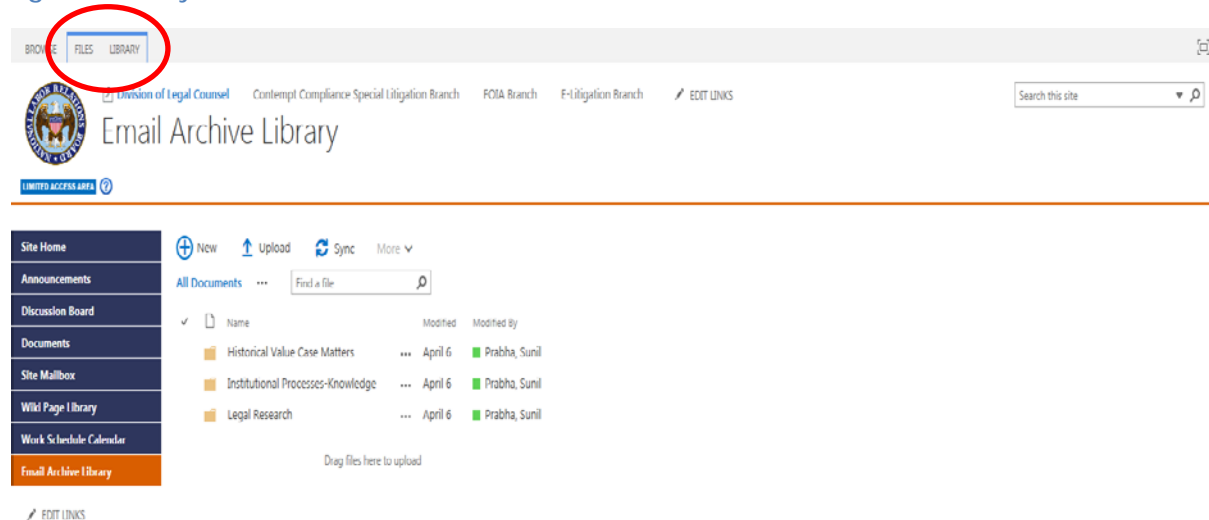 BROWSE FILES LIBRARY
Division of Legal Counsel Contempt Compliance Special Litigation Branch FOIA Branch E-Litigation Branch EDIT LINKS
Search this site
Email Archive Library
NATIONAL LABOR RELATIONS BOARD
LIMITED ACCESS AREA ?
Site Home
Announcements
Discussion Board
Documents
Site Mailbox
Wiki Page Library
Work Schedule Calendar
Email Archive Library
EDIT LINKS
New Upload Sync More
All Documents ... Find a file
Name Modified Modified By
Historical Value Case Matters ... April 6 Prabha, Sunil
Institutional Processes-Knowledge ... April 6 Prabha, Sunil
Legal Research ... April 6 Prabha, Sunil
Drag files here to upload